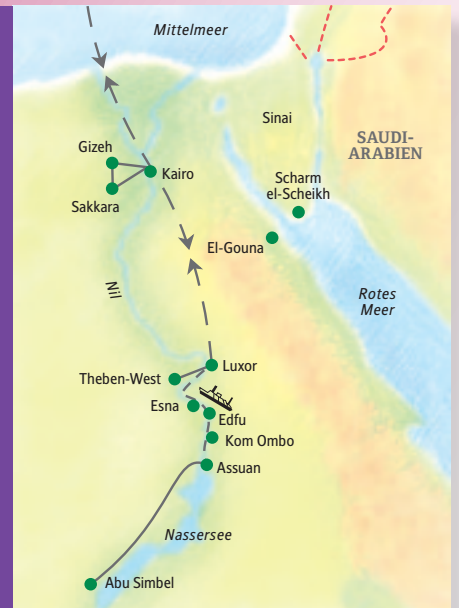 Mittelmeer
Sinai
SAUDI-
ARABIEN
Gizeh
Kairo
Scharm
el-Scheikh
Sakkara
El-Gouna
Nil
Rotes
Meer
Luxor
Theben-West
Esna
Edfu
Kom Ombo
Assuan
Nassersee
Abu Simbel